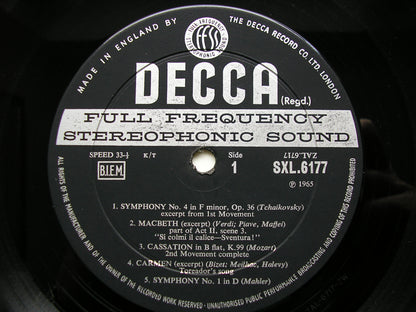 MADE IN ENGLAND BY
THE DECCA RECORD CO. LTD. LONDON
FULL FREQUENCY
ffss
STEREOPHONIC
DECCA
(Regd.)
FULL FREQUENCY
STEREOPHONIC SOUND
SPEED 33⅓ K/T
Side
ZAL.6717
B.I.E.M.
1
SXL.6177
Ⓟ 1965
1. SYMPHONY No. 4 in F minor, Op. 36 (Tchaikovsky)
excerpt from 1st Movement
2. MACBETH (excerpt) (Verdi; Piave, Maffei)
part of Act II, scene 3.
"Si colmi il calice—Sventura!"
3. CASSATION in B flat, K.99 (Mozart)
2nd Movement complete
4. CARMEN (excerpt) (Bizet: Meilhac, Halevy)
Toreador's song
5. SYMPHONY No. 1 in D (Mahler)
ALL RIGHTS OF THE MANUFACTURER AND OF THE OWNER OF THE RECORDED WORK RESERVED - UNAUTHORISED PUBLIC PERFORMANCE BROADCASTING AND COPYING OF THIS RECORD PROHIBITED